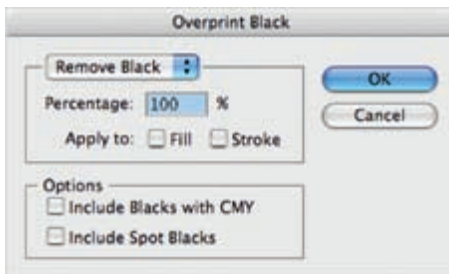 Overprint Black
Remove Black
Percentage: 100 %
Apply to: Fill Stroke
OK
Cancel
Options
Include Blacks with CMY
Include Spot Blacks